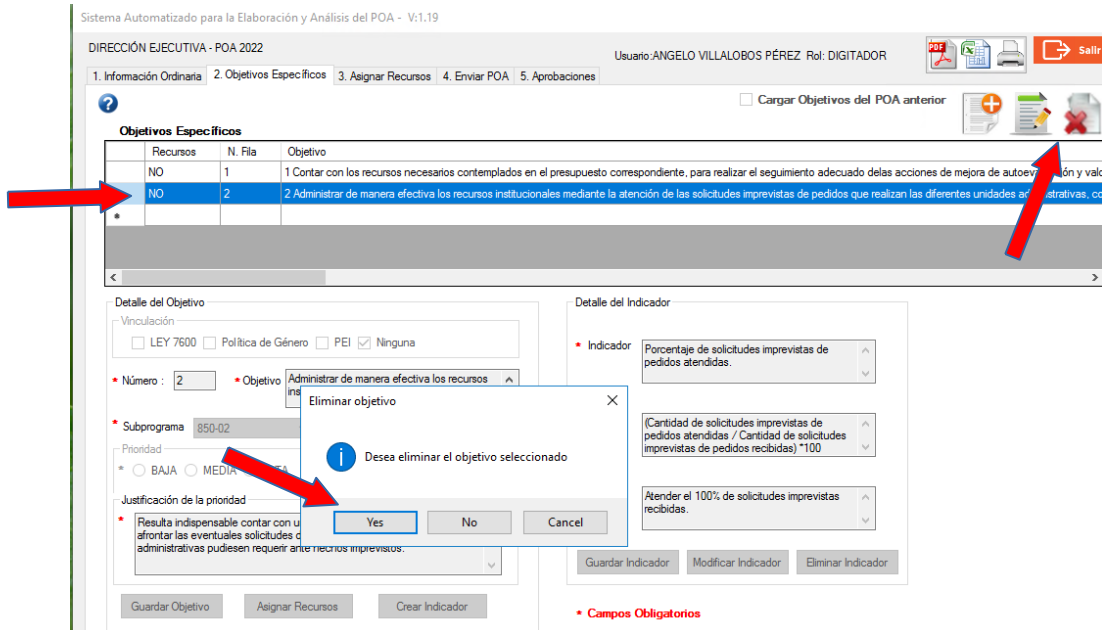 Sistema Automatizado para la Elaboración y Análisis del POA - V:1.19
DIRECCIÓN EJECUTIVA - POA 2022
Usuario:ANGELO VILLALOBOS PÉREZ Rol: DIGITADOR
PDF
Salir
1. Información Ordinaria 2. Objetivos Específicos 3. Asignar Recursos 4. Enviar POA 5. Aprobaciones
Cargar Objetivos del POA anterior
Objetivos Específicos
Recursos N. Fila Objetivo
NO 1 1 Contar con los recursos necesarios contemplados en el presupuesto correspondiente, para realizar el seguimiento adecuado delas acciones de mejora de y
NO 2 2 Administrar de manera efectiva los recursos institucionales mediante la atención de las solicitudes imprevistas de pedidos que realizan las diferentes unidades
Detalle del Objetivo
Vinculación
LEY 7600 Política de Género PEI Ninguna
* Número : 2 * Objetivo Administrar de manera efectiva los recursos
* Subprograma 850-02
Prioridad
* BAJA MEDIA
Justificación de la prioridad
* Resulta indispensable contar con
afrontar las eventuales solicitudes
administrativas pudiesen requerir ante hechos imprevistos.
Guardar Objetivo Asignar Recursos Crear Indicador
Eliminar objetivo
Desea eliminar el objetivo seleccionado
Yes No Cancel
Detalle del Indicador
* Indicador Porcentaje de solicitudes imprevistas de
pedidos atendidas.
(Cantidad de solicitudes imprevistas de
pedidos atendidas / Cantidad de solicitudes
imprevistas de pedidos recibidas) *100
Atender el 100% de solicitudes imprevistas
recibidas.
Guardar Indicador Modificar Indicador Eliminar Indicador
* Campos Obligatorios